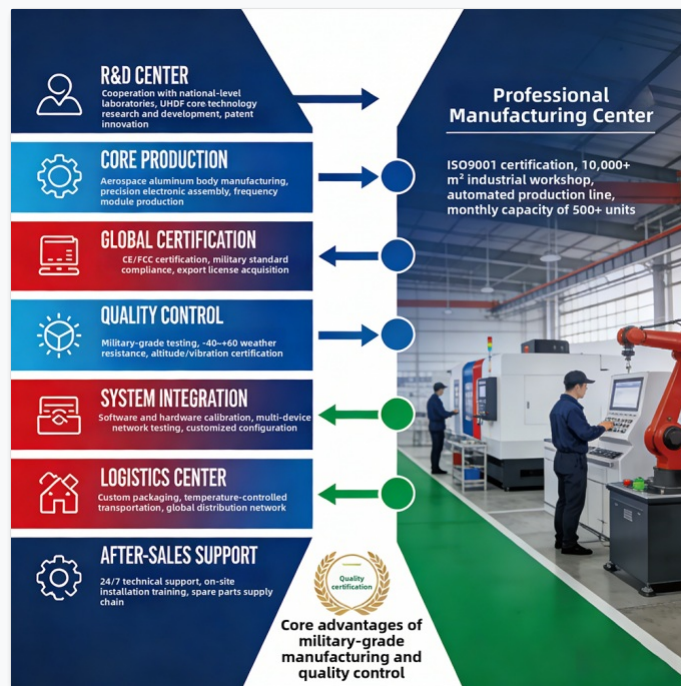 R&D CENTER
Cooperation with national-level
laboratories, UHDF core technology
research and development, patent
innovation
CORE PRODUCTION
Aerospace aluminum body manufacturing,
precision electronic assembly, frequency
module production
GLOBAL CERTIFICATION
CE/FCC certification, military standard
compliance, export license acquisition
QUALITY CONTROL
Military-grade testing, -40~+60 weather
resistance, altitude/vibration certification
SYSTEM INTEGRATION
Software and hardware calibration, multi-device
network testing, customized configuration
LOGISTICS CENTER
Custom packaging, temperature-controlled
transportation, global distribution network
AFTER-SALES SUPPORT
24/7 technical support, on-site
installation training, spare parts supply
chain
Professional
Manufacturing Center
ISO9001 certification, 10,000+
m² industrial workshop,
automated production line,
monthly capacity of 500+ units
Quality
certification
Core advantages of
military-grade
manufacturing and
quality control